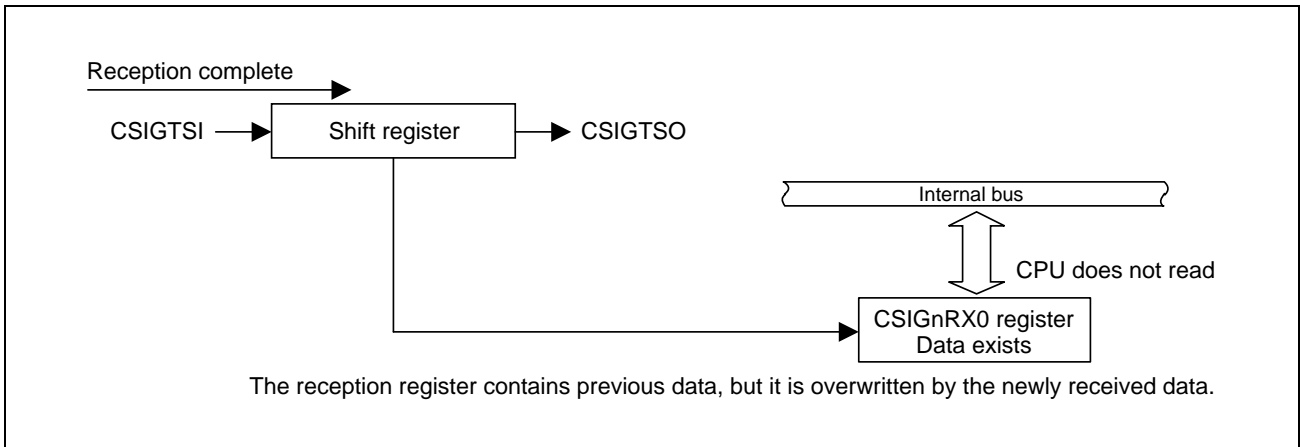 Reception complete
CSIGTSI
Shift register
CSIGTSO
Internal bus
CPU does not read
CSIGnRX0 register
Data exists
The reception register contains previous data, but it is overwritten by the newly received data.